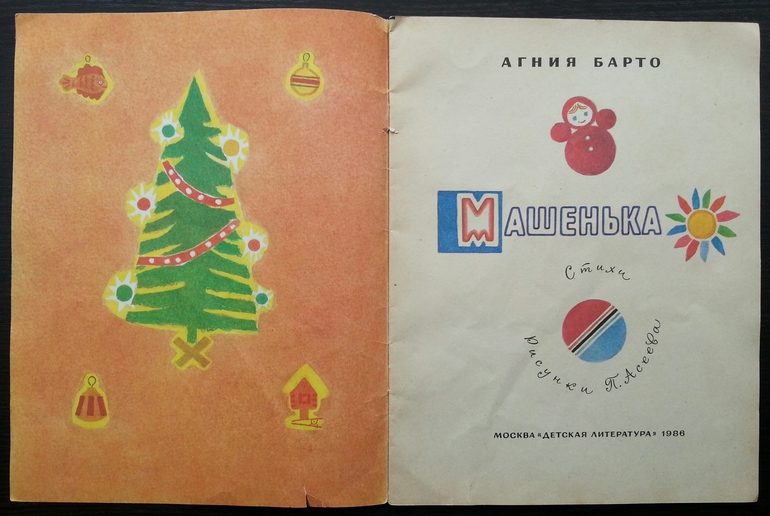 АГНИЯ БАРТО
МАШЕНЬКА
Стихи
Рисунки П. Асеева
МОСКВА «ДЕТСКАЯ ЛИТЕРАТУРА» 1986